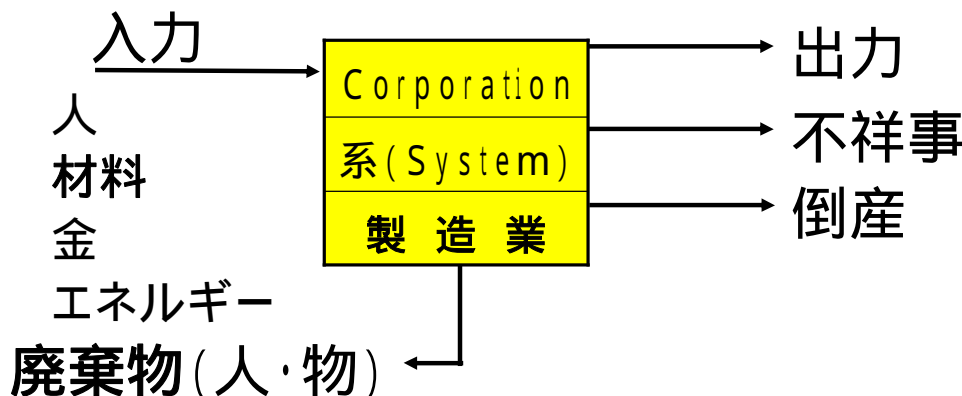 入力
人
材料
金
エネルギー
廃棄物(人・物)
Corporation
系(System)
製造業
出力
不祥事
倒産